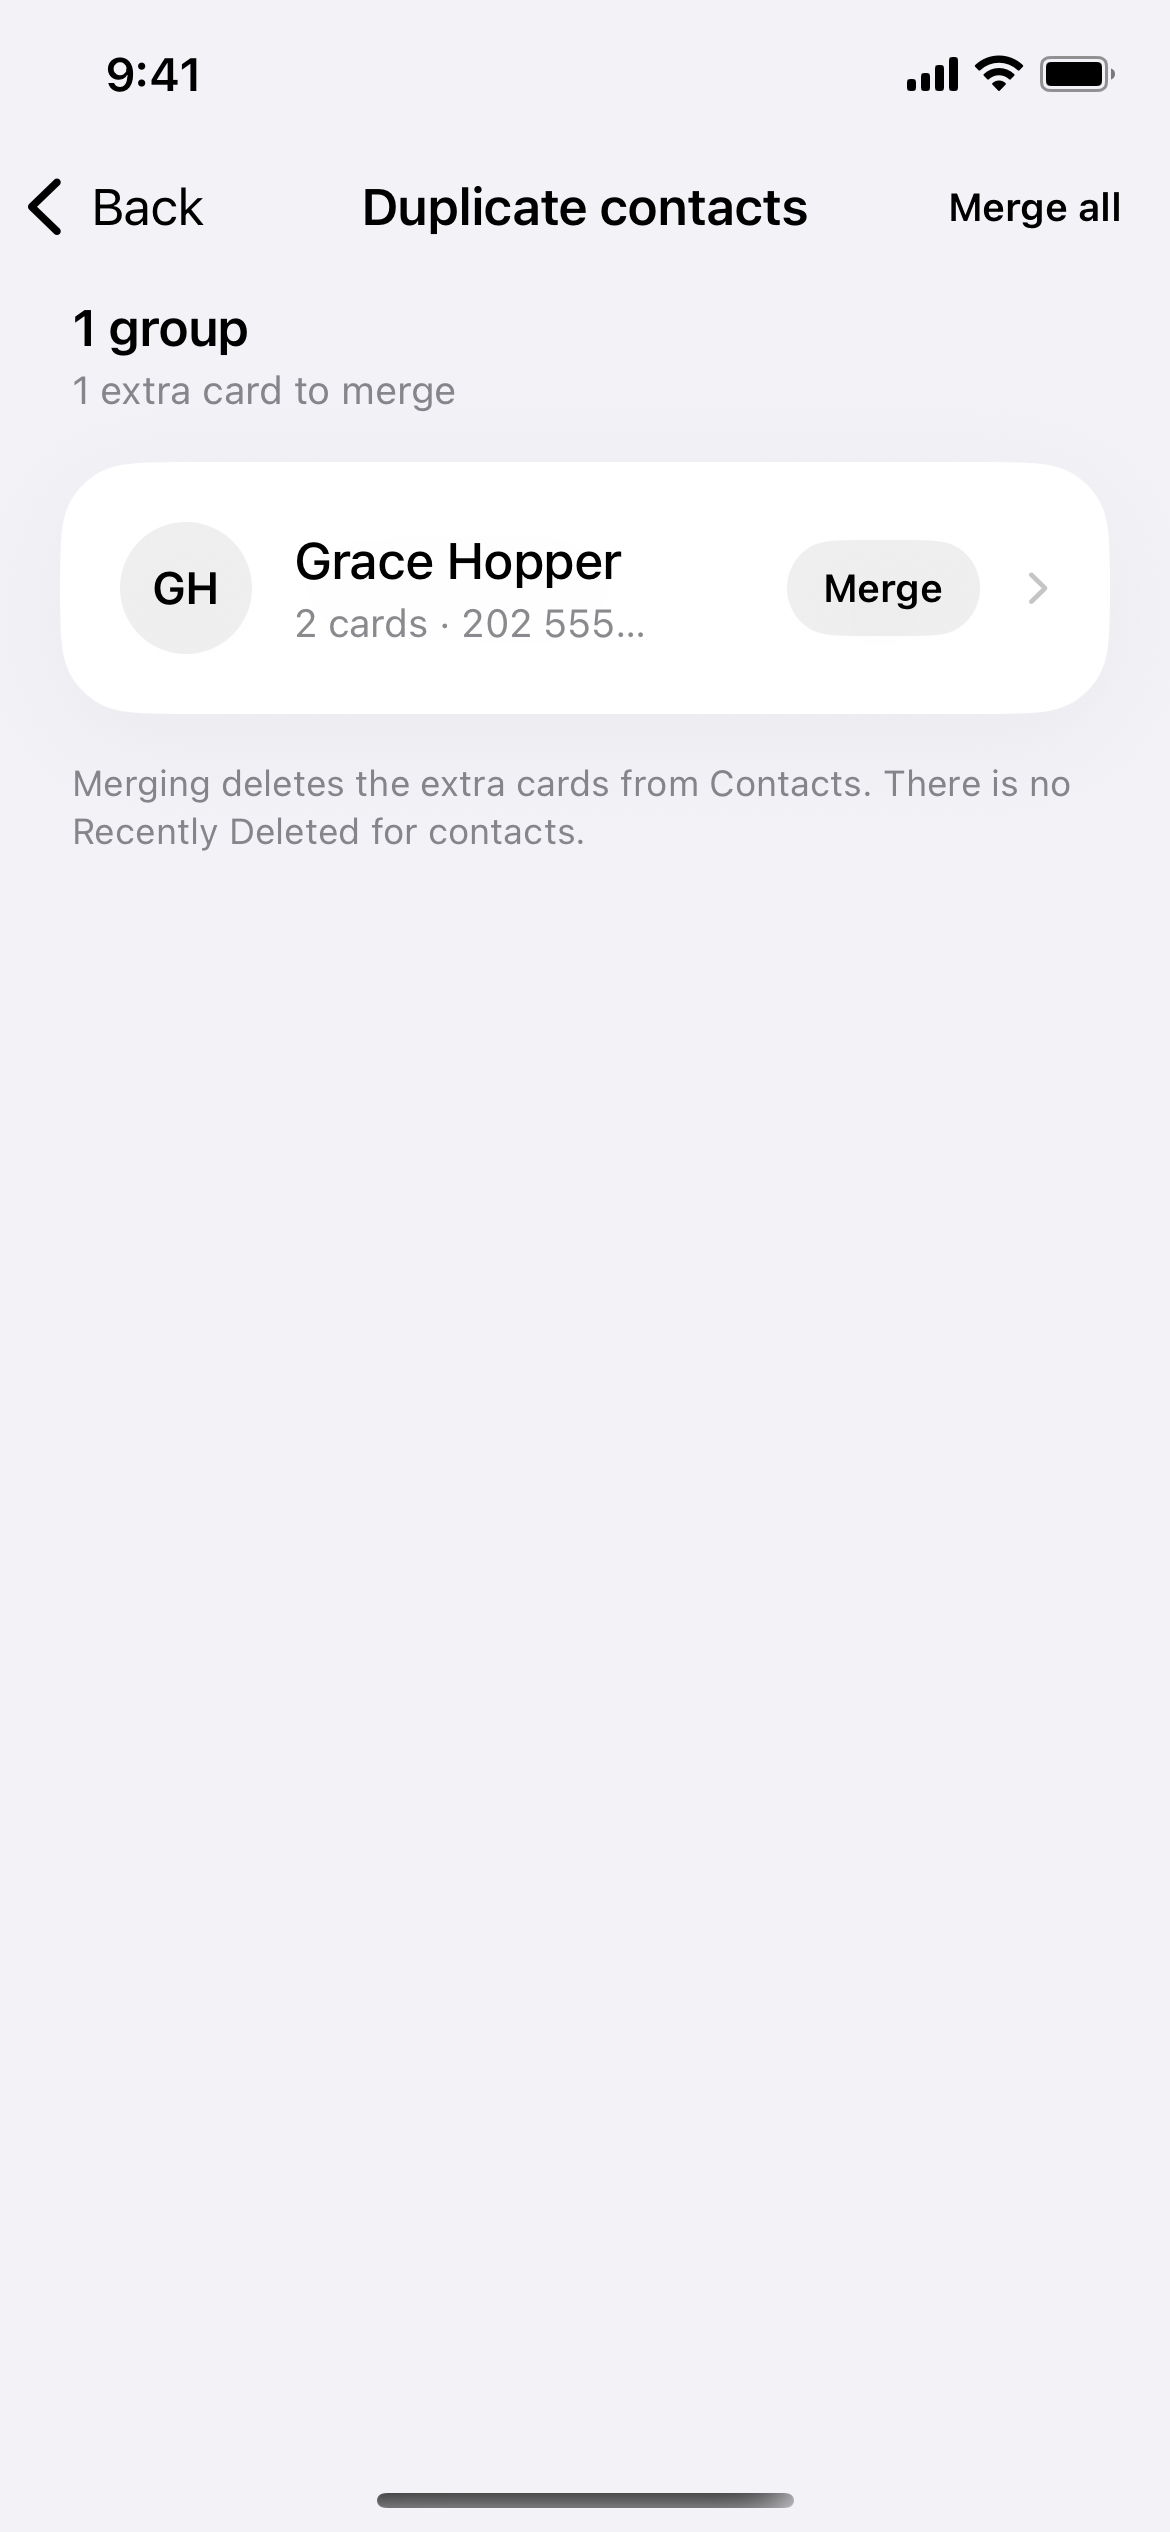 9:41
Back
Duplicate contacts
Merge all
1 group
1 extra card to merge
GH
Grace Hopper
2 cards · 202 555...
Merge
Merging deletes the extra cards from Contacts. There is no
Recently Deleted for contacts.